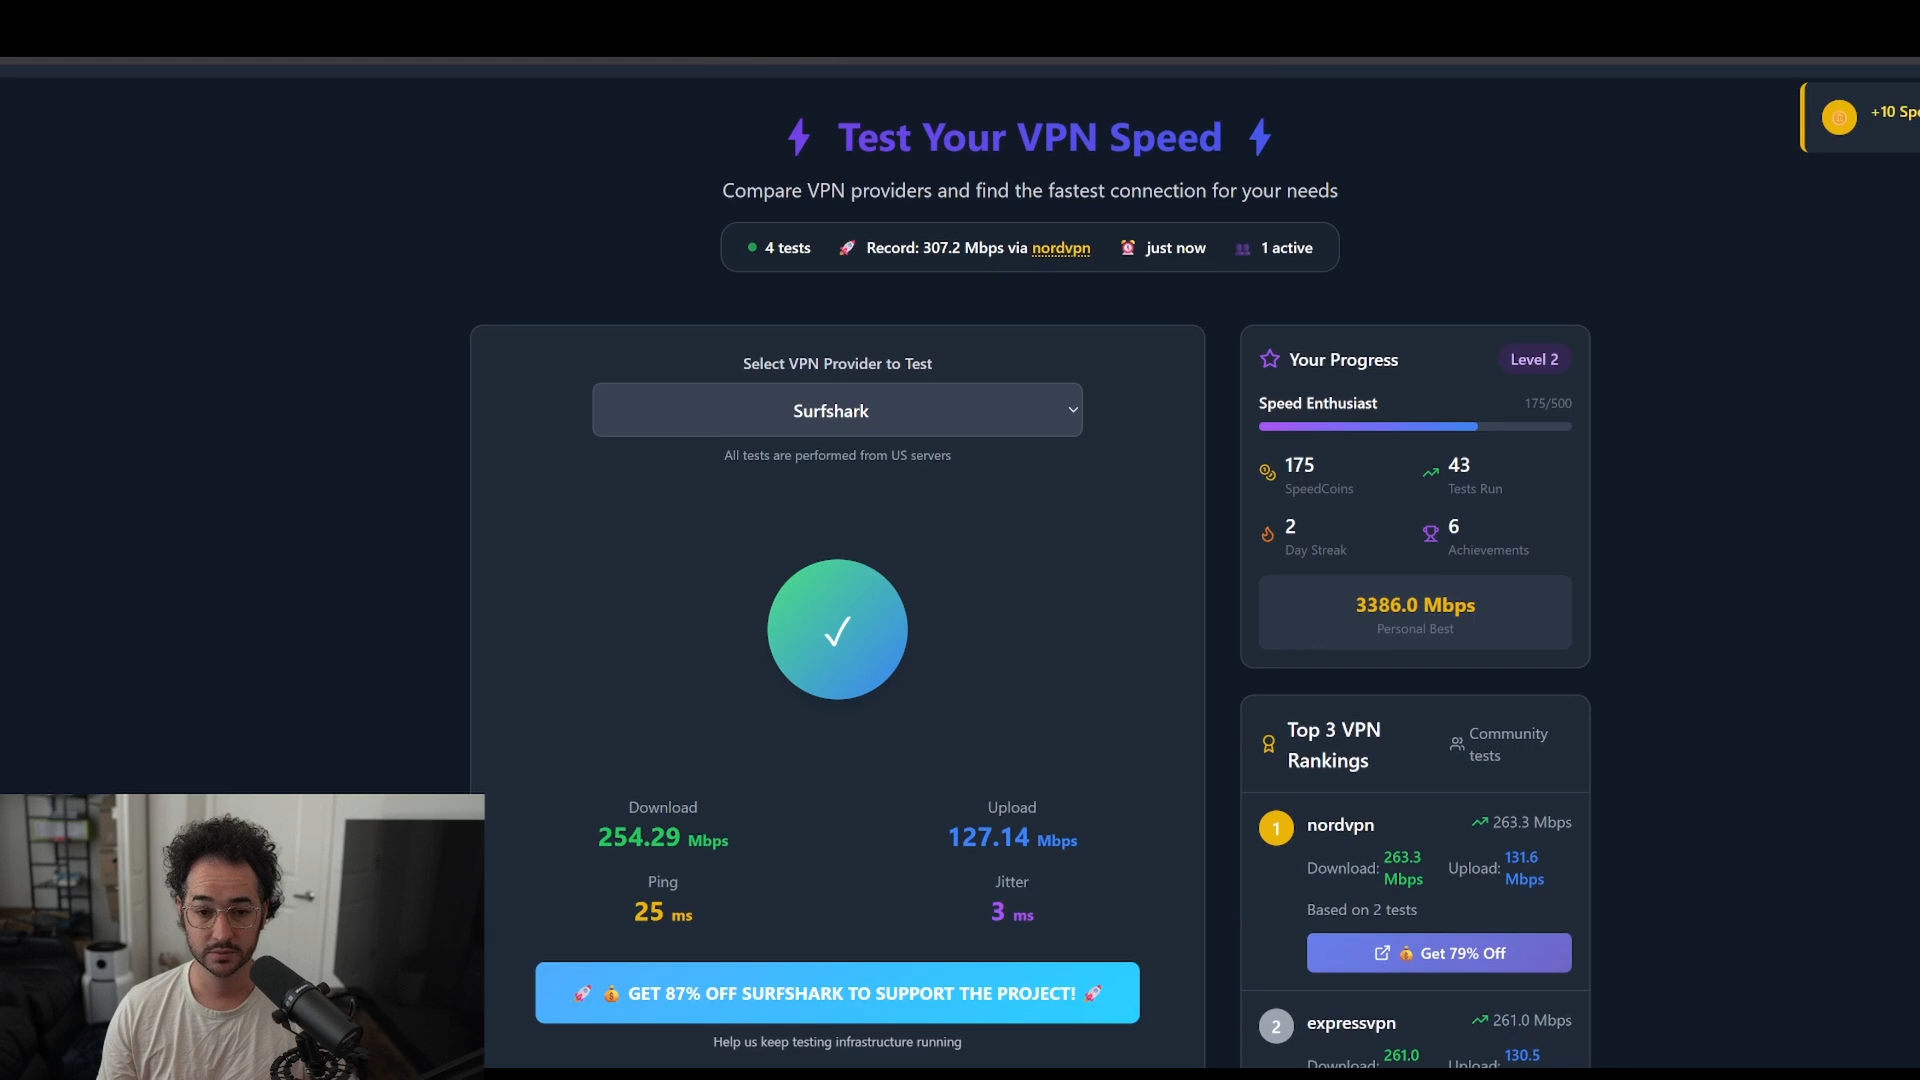 Test Your VPN Speed
+10 Spe
Compare VPN providers and find the fastest connection for your needs
4 tests Record: 307.2 Mbps via nordvpn just now 1 active
Select VPN Provider to Test
Surfshark
All tests are performed from US servers
✓
Download
254.29 Mbps
Upload
127.14 Mbps
Ping
25 ms
Jitter
3 ms
🚀 💰 GET 87% OFF SURFSHARK TO SUPPORT THE PROJECT! 🚀
Help us keep testing infrastructure running
Your Progress Level 2
Speed Enthusiast 175/500
175
SpeedCoins
43
Tests Run
2
Day Streak
6
Achievements
3386.0 Mbps
Personal Best
Top 3 VPN
Rankings
Community
tests
1 nordvpn 263.3 Mbps
Download: 263.3 Mbps Upload: 131.6 Mbps
Based on 2 tests
💰 Get 79% Off
2 expressvpn 261.0 Mbps
Download: 261.0 Upload: 130.5